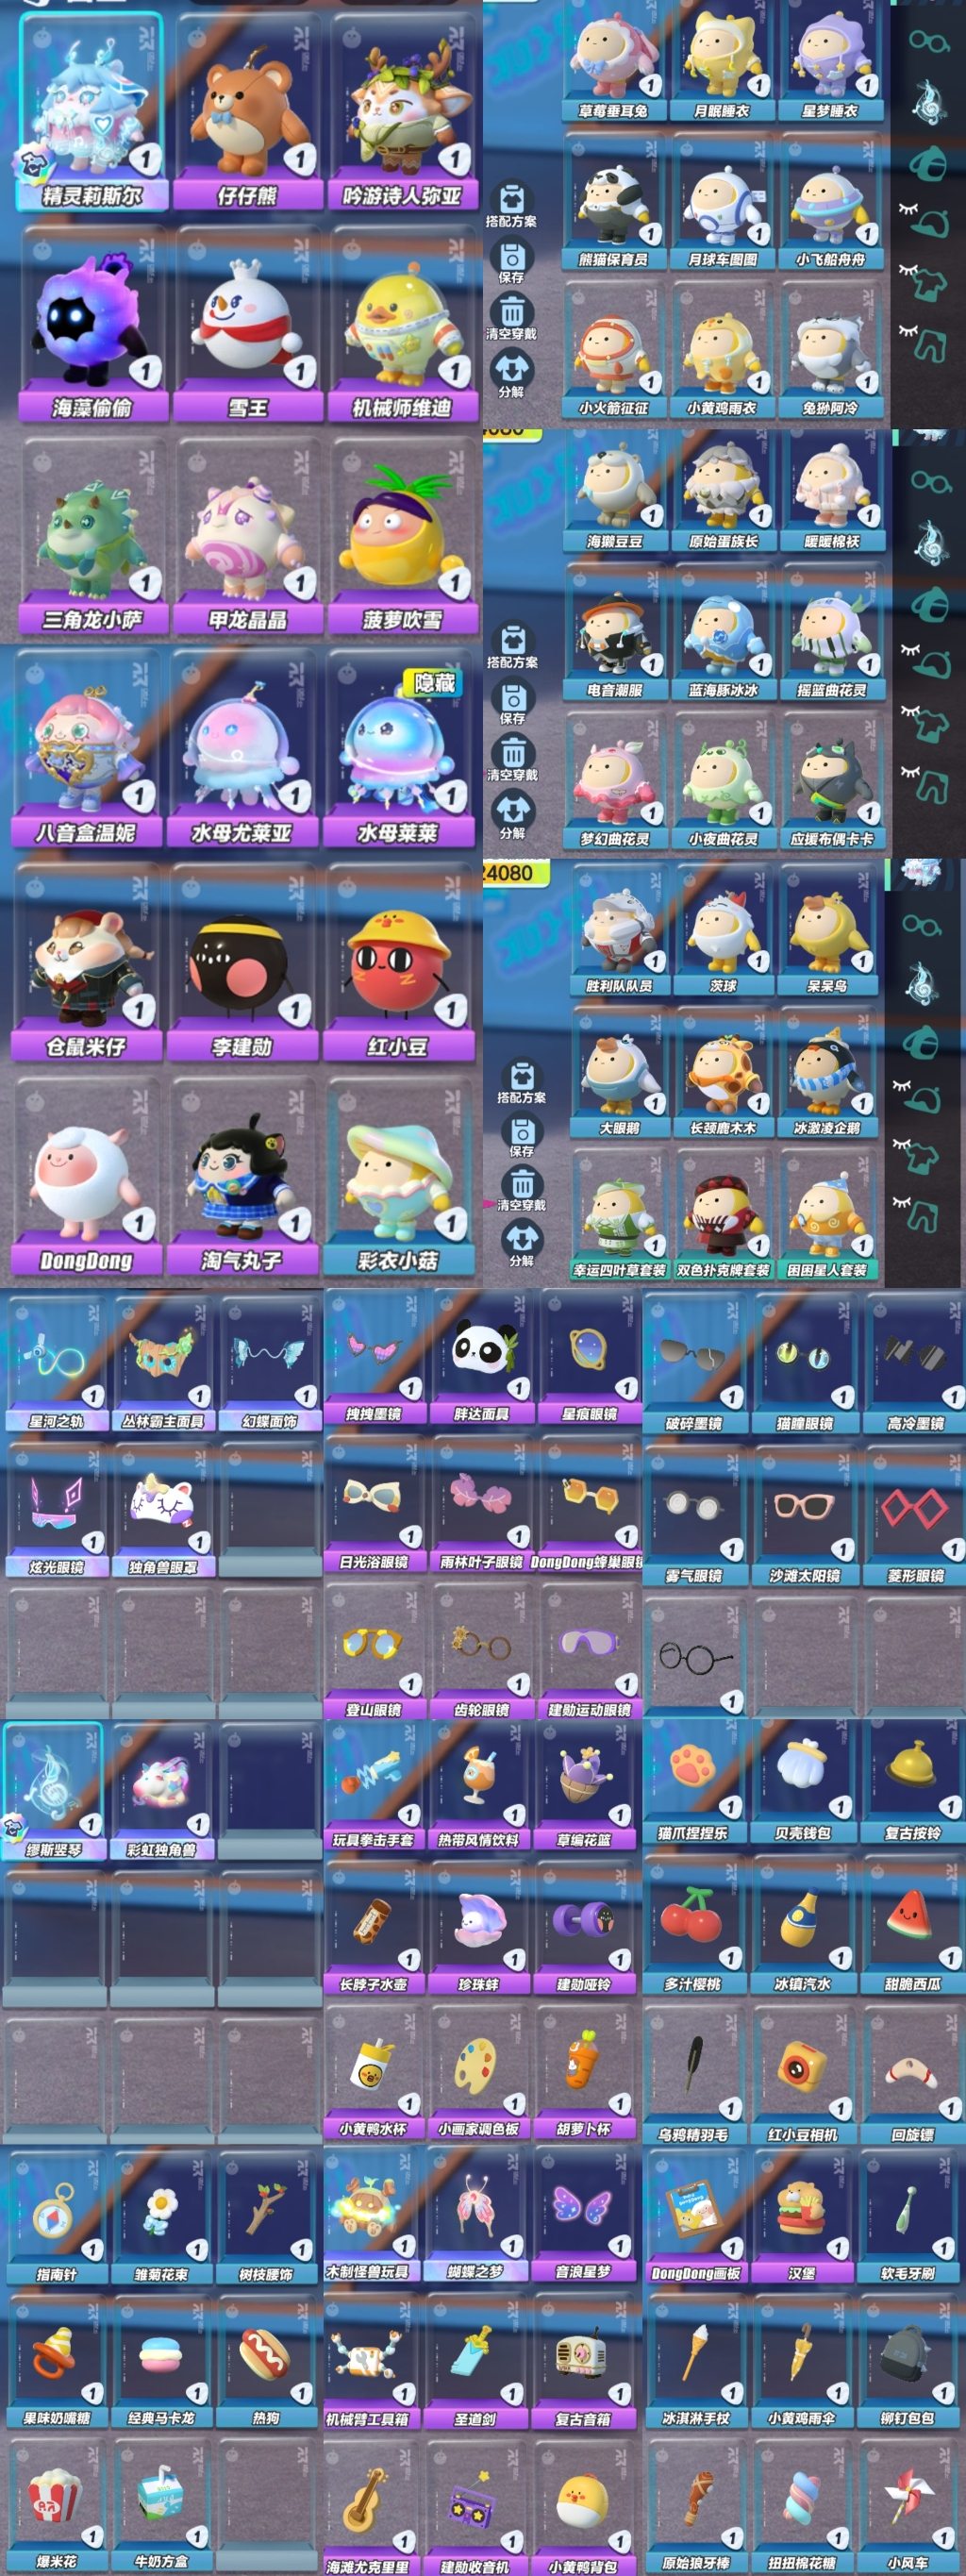 精灵莉斯尔 仔仔熊 吟游诗人弥亚
海藻偷偷 雪王 机械师维迪
三角龙小萨 甲龙晶晶 菠萝吹雪
隐藏
八音盒温妮 水母尤莱亚 水母莱莱
仓鼠米仔 李建勋 红小豆
DongDong 淘气丸子 彩衣小菇
草莓垂耳兔 月眠睡衣 星梦睡衣
搭配方案
熊猫保育员 月球车图图 小飞船舟舟
保存
清空穿戴
分解
小火箭征征 小黄鸡雨衣 兔狲阿冷
海獭豆豆 原始蛋族长 暖暖棉袄
搭配方案
电音潮服 蓝海豚冰冰 摇篮曲花灵
保存
清空穿戴
分解
梦幻曲花灵 小夜曲花灵 应援布偶卡卡
24080
胜利队队员 茨球 呆呆鸟
搭配方案
大眼鹅 长颈鹿木木 冰激凌企鹅
保存
清空穿戴
分解
幸运四叶草套装 双色扑克牌套装 困困星人套装
星河之轨 丛林霸主面具 幻蝶面饰
炫光眼镜 独角兽眼罩
拽拽墨镜 胖达面具 星痕眼镜
日光浴眼镜 雨林叶子眼镜 DongDong蜂巢眼镜
登山眼镜 齿轮眼镜 建勋运动眼镜
破碎墨镜 猫瞳眼镜 高冷墨镜
雾气眼镜 沙滩太阳镜 菱形眼镜
缪斯竖琴 彩虹独角兽
玩具拳击手套 热带风情饮料 草编花篮
长脖子水壶 珍珠蚌 建勋哑铃
小黄鸭水杯 小画家调色板 胡萝卜杯
猫爪捏捏乐 贝壳钱包 复古按铃
多汁樱桃 冰镇汽水 甜脆西瓜
乌鸦精羽毛 红小豆相机 回旋镖
指南针 雏菊花束 树枝腰饰
果味奶嘴糖 经典马卡龙 热狗
爆米花 牛奶方盒
木制怪兽玩具 蝴蝶之梦 音浪星梦
机械臂工具箱 圣道剑 复古音箱
海滩尤克里里 建勋收音机 小黄鸭背包
DongDong画板 汉堡 软毛牙刷
冰淇淋手杖 小黄鸡雨伞 铆钉包包
原始狼牙棒 扭扭棉花糖 小风车